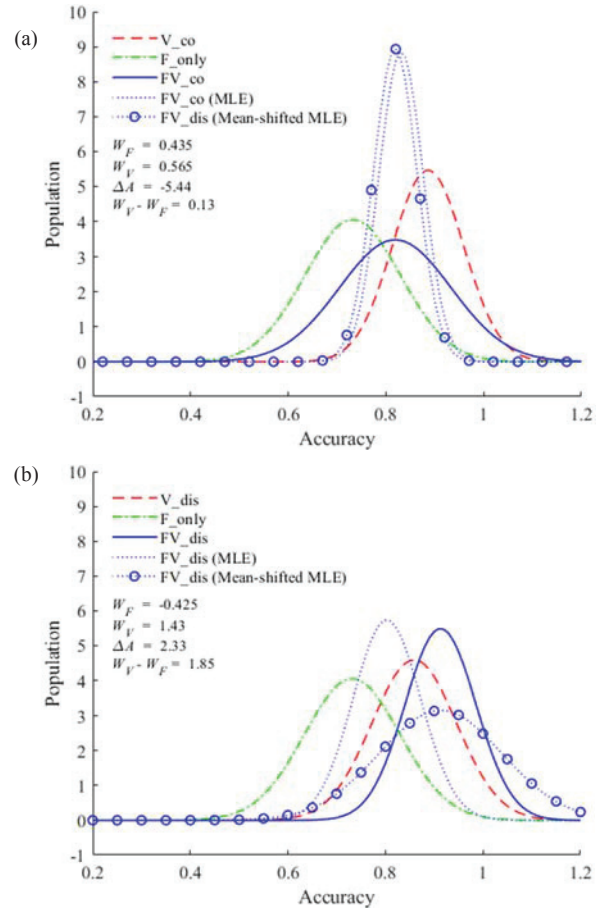 (a)
10
9
8
7
6
5
4
3
2
1
0
-1
Population
V_co
F_only
FV_co
FV_co (MLE)
FV_dis (Mean-shifted MLE)
W_F = 0.435
W_V = 0.565
ΔA = -5.44
W_V - W_F = 0.13
0.2 0.4 0.6 0.8 1 1.2
Accuracy
(b)
10
9
8
7
6
5
4
3
2
1
0
-1
Population
V_dis
F_only
FV_dis
FV_dis (MLE)
FV_dis (Mean-shifted MLE)
W_F = -0.425
W_V = 1.43
ΔA = 2.33
W_V - W_F = 1.85
0.2 0.4 0.6 0.8 1 1.2
Accuracy